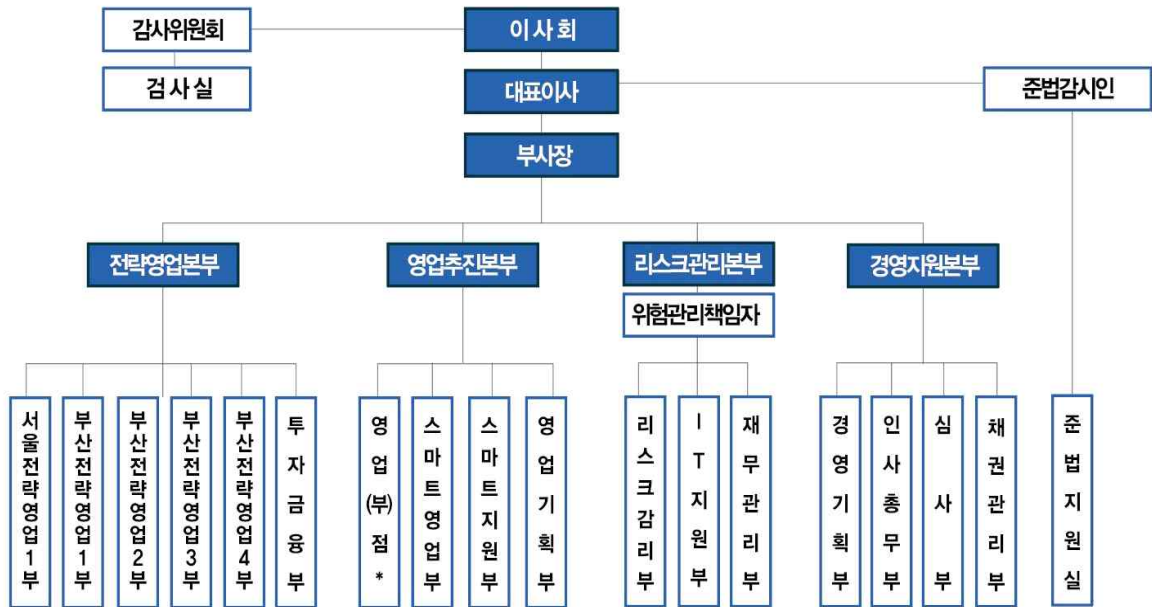 감사위원회
이사회
검사실
대표이사
준법감시인
부사장
전략영업본부
영업추진본부
리스크관리본부
경영지원본부
위험관리책임자
서울전략영업1부
부산전략영업1부
부산전략영업2부
부산전략영업3부
부산전략영업4부
투자금융부
영업(부)점*
스마트영업부
스마트지원부
영업기획부
리스크감리부
IT지원부
재무관리부
경영기획부
인사총무부
심사부
채권관리부
준법지원실